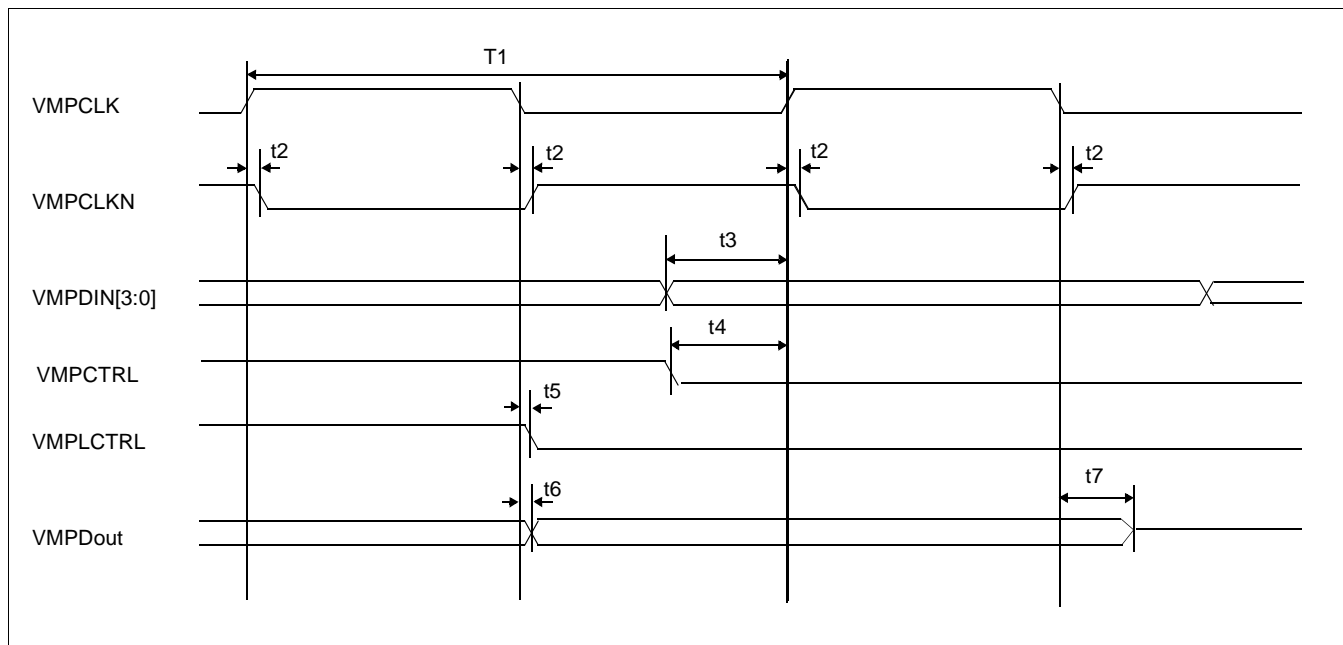 T1
VMPCLK
t2
t2
t2
t2
VMPCLKN
t3
VMPDIN[3:0]
t4
VMPCTRL
t5
VMPLCTRL
t7
t6
VMPDout